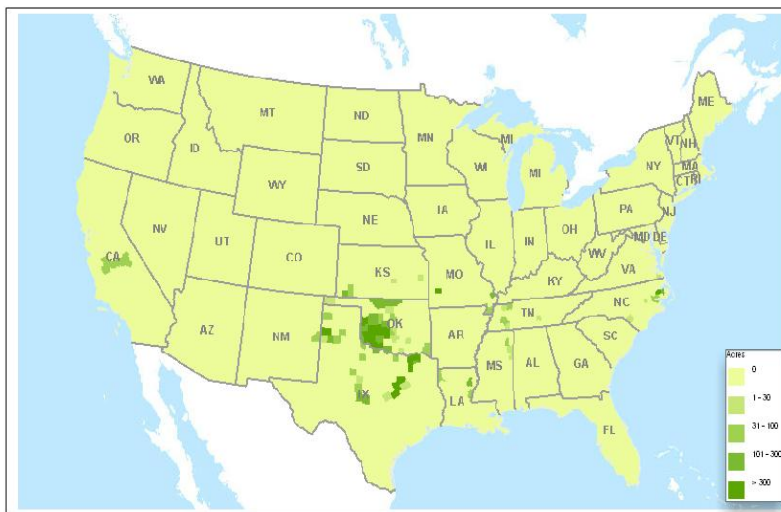 WA
MT
ND
MN
ME
OR
ID
SD
WI
MI
MI
VT
NH
NY
MA
CT
RI
WY
NE
IA
PA
NJ
NV
UT
CO
IL
IN
OH
MD
DE
CA
KS
MO
WV
VA
KY
AZ
NM
OK
AR
TN
NC
SC
TX
LA
MS
AL
GA
FL
Acres
0
1 - 30
31 - 100
101 - 300
> 300